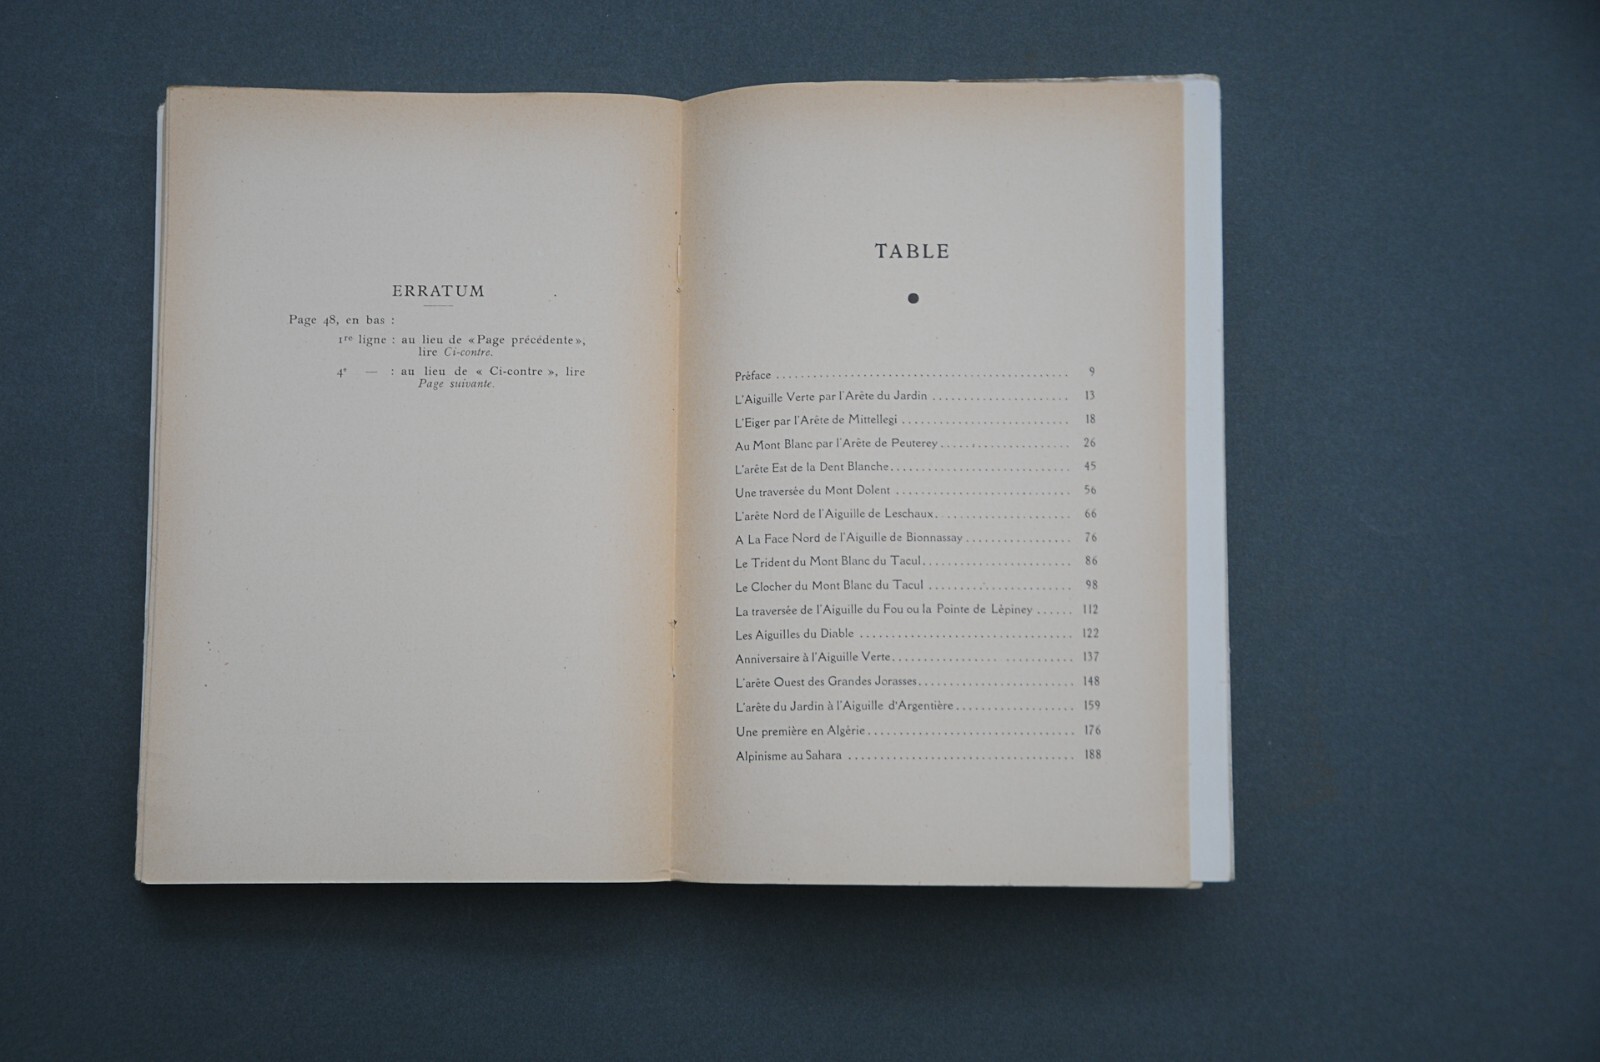 ERRATUM
Page 48, en bas :
1re ligne : au lieu de «Page précédente»,
lire Ci-contre.
4e — : au lieu de « Ci-contre », lire
Page suivante.
TABLE
Préface ........ 9
L'Aiguille Verte par l'Arête du Jardin ........ 13
L'Eiger par l'Arête de Mittellegi ........ 18
Au Mont Blanc par l'Arête de Peuterey ........ 26
L'arête Est de la Dent Blanche ........ 45
Une traversée du Mont Dolent ........ 56
L'arête Nord de l'Aiguille de Leschaux ........ 66
A La Face Nord de l'Aiguille de Bionnassay ........ 76
Le Trident du Mont Blanc du Tacul ........ 86
Le Clocher du Mont Blanc du Tacul ........ 98
La traversée de l'Aiguille du Fou ou la Pointe de Lépiney ...... 112
Les Aiguilles du Diable ........ 122
Anniversaire à l'Aiguille Verte ........ 137
L'arête Ouest des Grandes Jorasses ........ 148
L'arête du Jardin à l'Aiguille d'Argentière ........ 159
Une première en Algérie ........ 176
Alpinisme au Sahara ........ 188